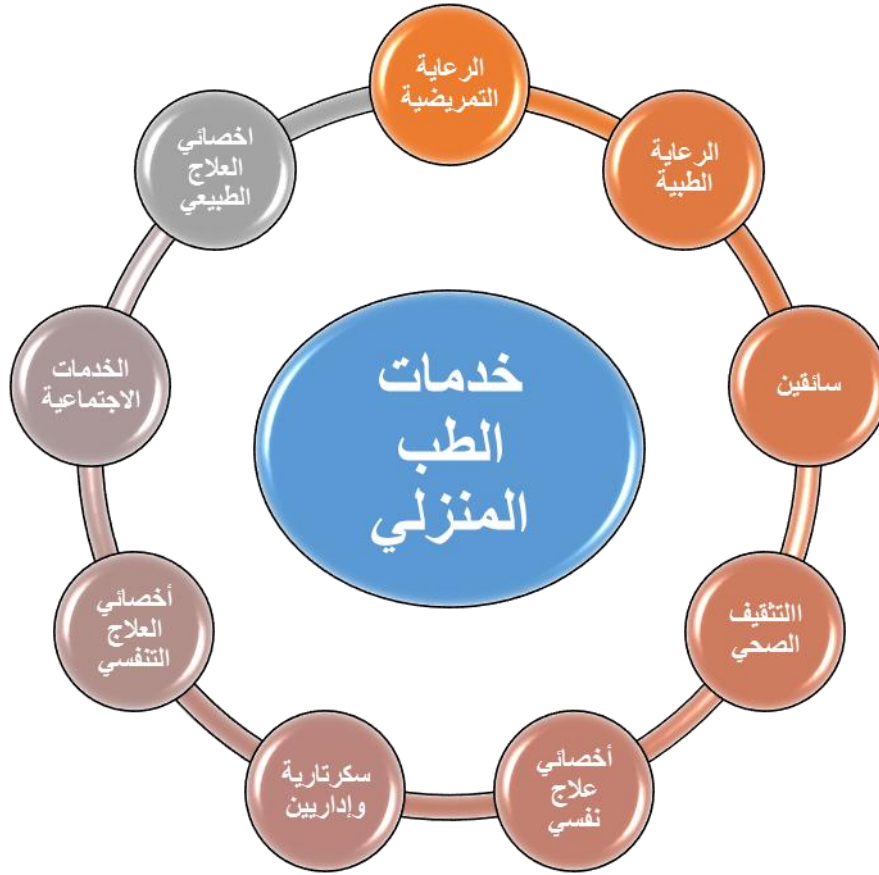 الرعاية
التمريضية
الرعاية
الطبية
سائقين
االتثقيف
الصحي
أخصائي
علاج
نفسي
سكرتارية
وإداريين
أخصائي
العلاج
التنفسي
الخدمات
الاجتماعية
اخصائي
العلاج
الطبيعي
خدمات
الطب
المنزلي